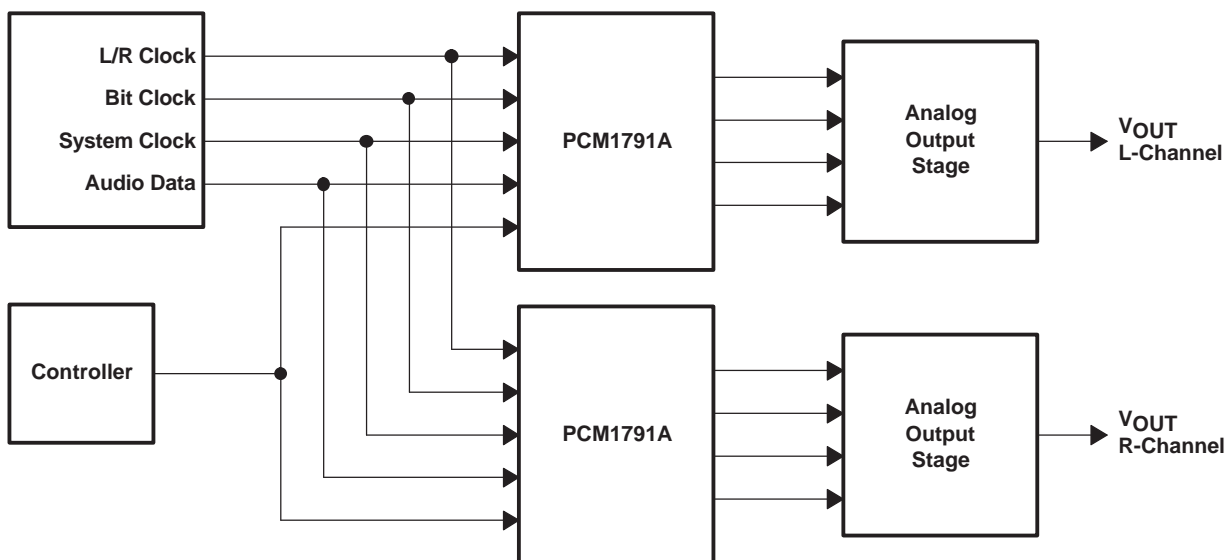 L/R Clock
Bit Clock
System Clock
Audio Data
PCM1791A
Analog
Output
Stage
VOUT
L-Channel
Controller
PCM1791A
Analog
Output
Stage
VOUT
R-Channel